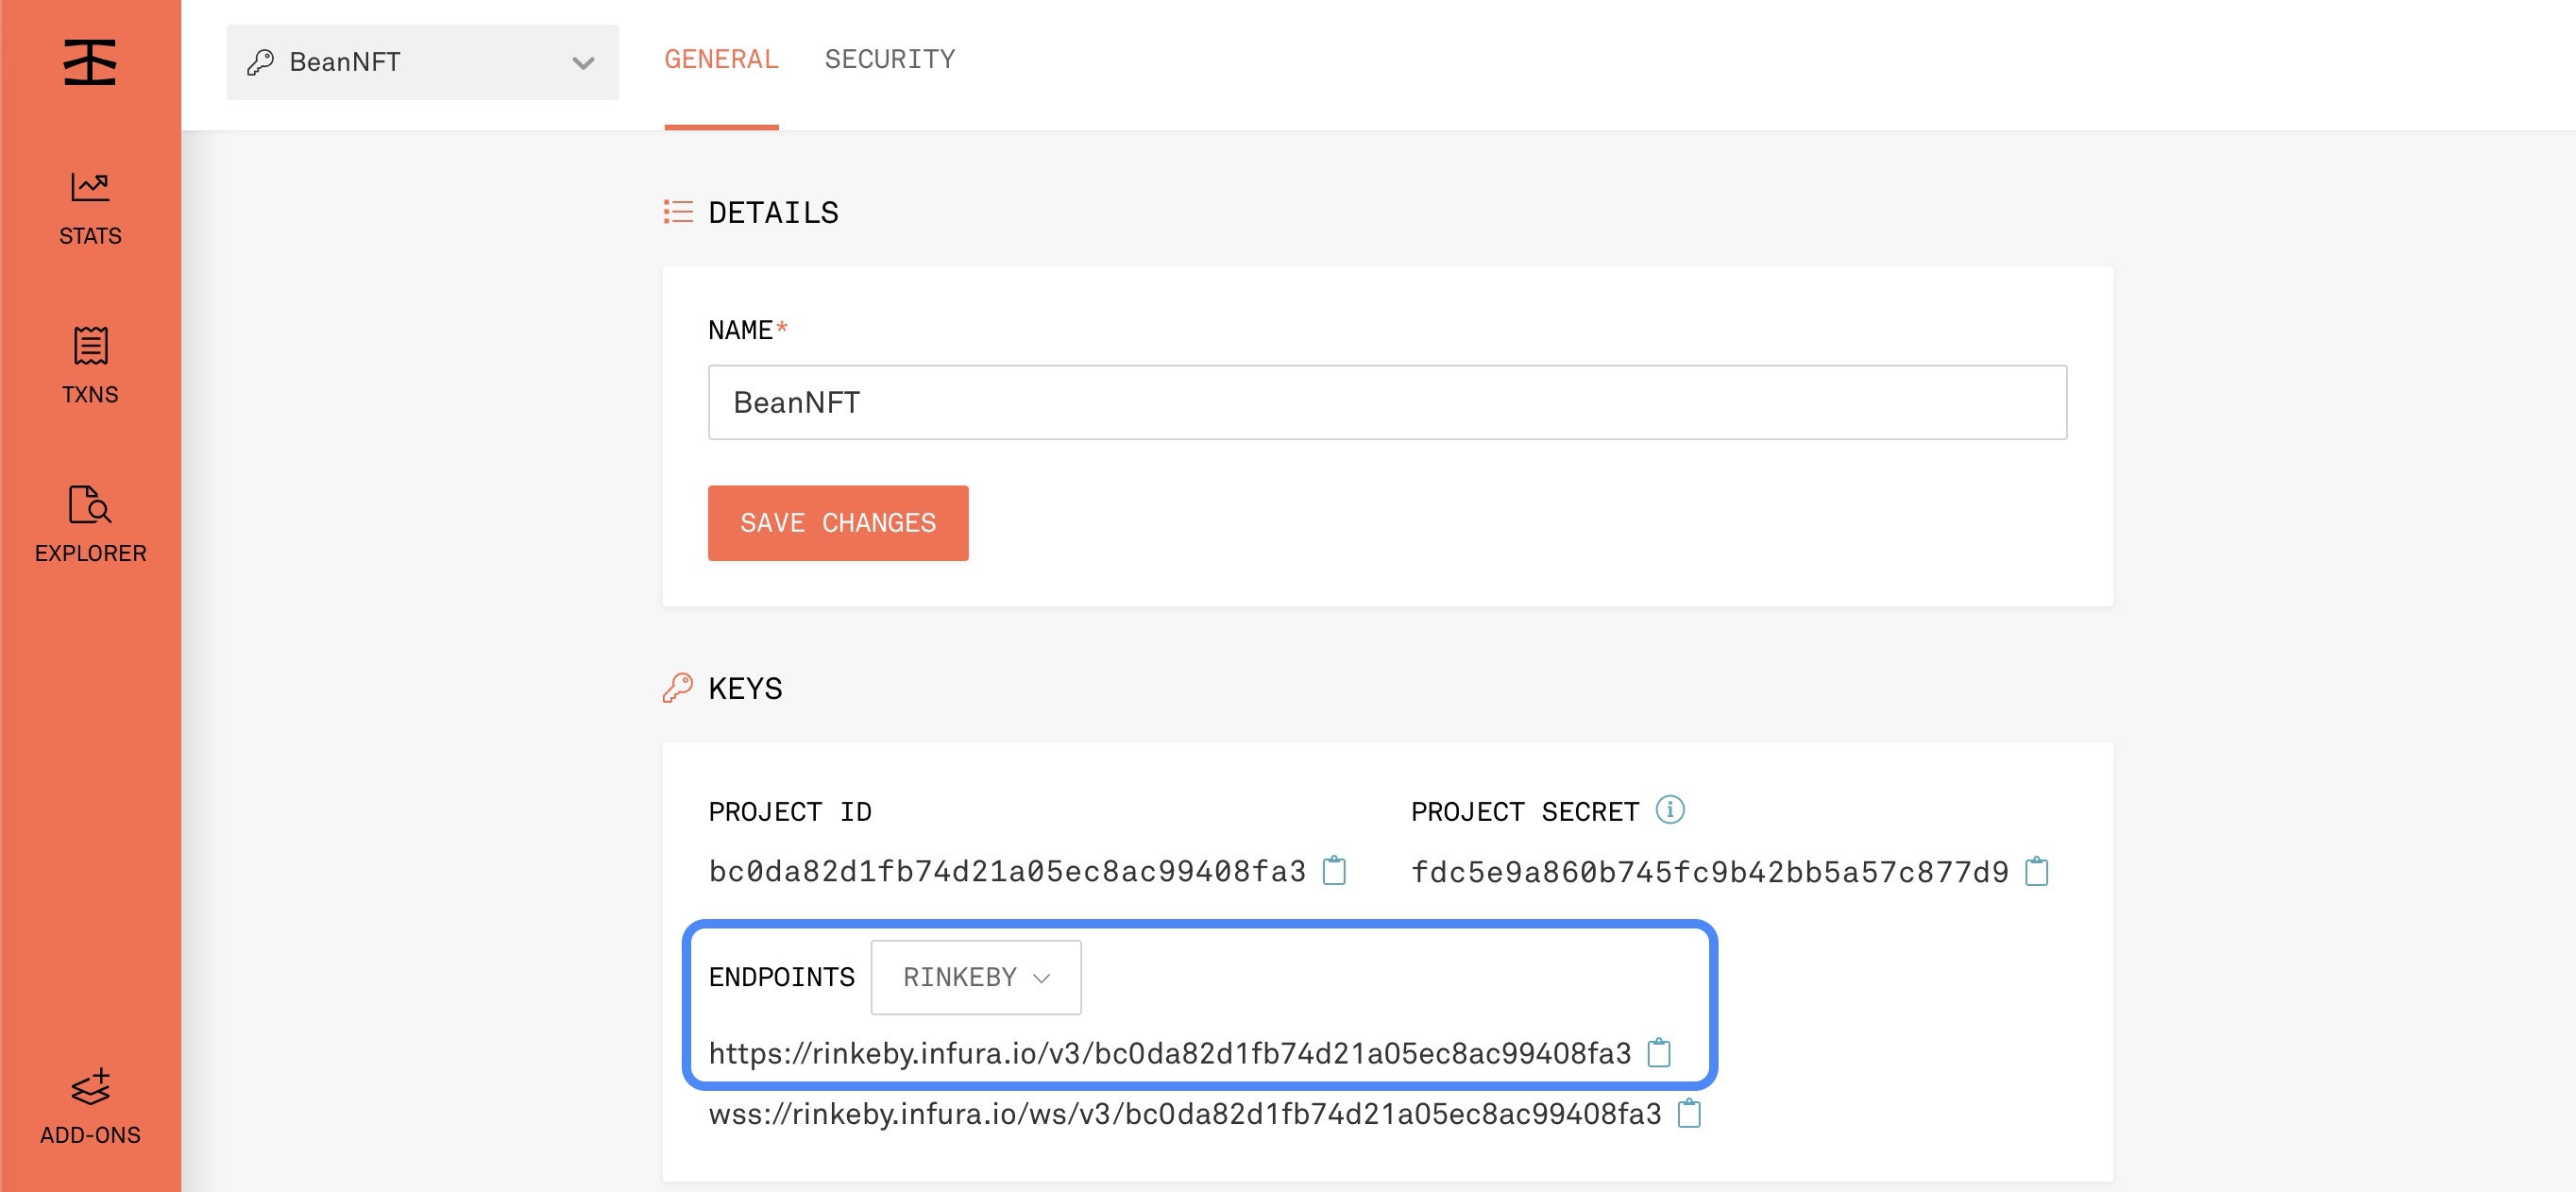 BeanNFT
GENERAL
SECURITY
STATS
TXNS
EXPLORER
ADD-ONS
DETAILS
NAME*
BeanNFT
SAVE CHANGES
KEYS
PROJECT ID
bc0da82d1fb74d21a05ec8ac99408fa3
PROJECT SECRET
fdc5e9a860b745fc9b42bb5a57c877d9
ENDPOINTS RINKEBY
https://rinkeby.infura.io/v3/bc0da82d1fb74d21a05ec8ac99408fa3
wss://rinkeby.infura.io/ws/v3/bc0da82d1fb74d21a05ec8ac99408fa3